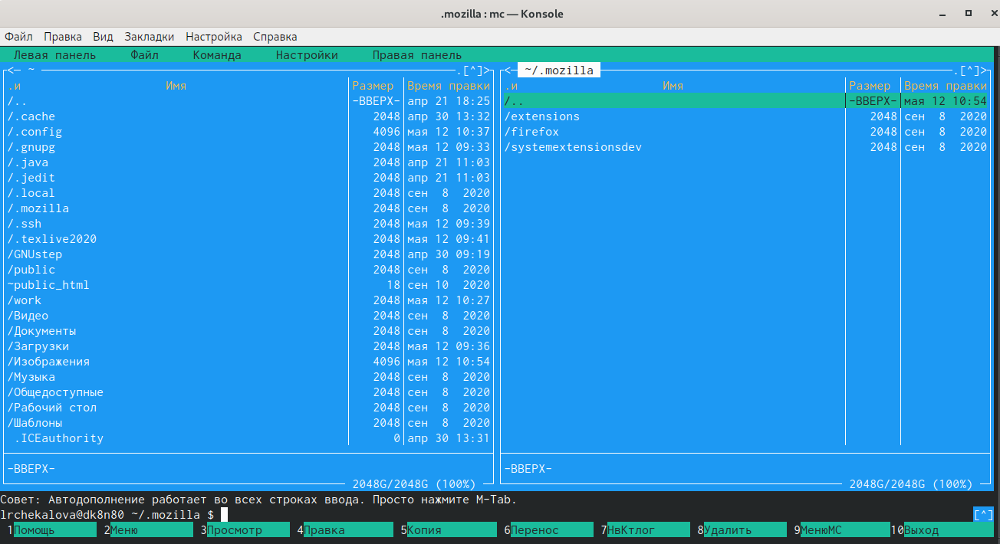 .mozilla : mc — Konsole
Файл Правка Вид Закладки Настройка Справка
Левая панель Файл Команда Настройки Правая панель
<─ ~ .[^]> <─ ~/.mozilla .[^]>
.и Имя Размер Время правки .и Имя Размер Время правки
/.. -ВВЕРХ- апр 21 18:25 /.. -ВВЕРХ- мая 12 10:54
/.cache 2048 апр 30 13:32 /extensions 2048 сен 8 2020
/.config 4096 мая 12 10:37 /firefox 2048 сен 8 2020
/.gnupg 2048 мая 12 09:33 /systemextensionsdev 2048 сен 8 2020
/.java 2048 апр 21 11:03
/.jedit 2048 апр 21 11:03
/.local 2048 сен 8 2020
/.mozilla 2048 сен 8 2020
/.ssh 2048 мая 12 09:39
/.texlive2020 2048 мая 12 09:41
/GNUstep 2048 апр 30 09:19
/public 2048 сен 8 2020
~public_html 18 сен 10 2020
/work 2048 мая 12 10:27
/Видео 2048 сен 8 2020
/Документы 2048 сен 8 2020
/Загрузки 2048 мая 12 09:36
/Изображения 4096 мая 12 10:54
/Музыка 2048 сен 8 2020
/Общедоступные 2048 сен 8 2020
/Рабочий стол 2048 сен 8 2020
/Шаблоны 2048 сен 8 2020
.ICEauthority 0 апр 30 13:31
-ВВЕРХ- -ВВЕРХ-
2048G/2048G (100%) 2048G/2048G (100%)
Совет: Автодополнение работает во всех строках ввода. Просто нажмите M-Tab.
lrchekalova@dk8n80 ~/.mozilla $ [^]
1Помощь 2Меню 3Просмотр 4Правка 5Копия 6Перенос 7НвКтлог 8Удалить 9МенюMC 10Выход